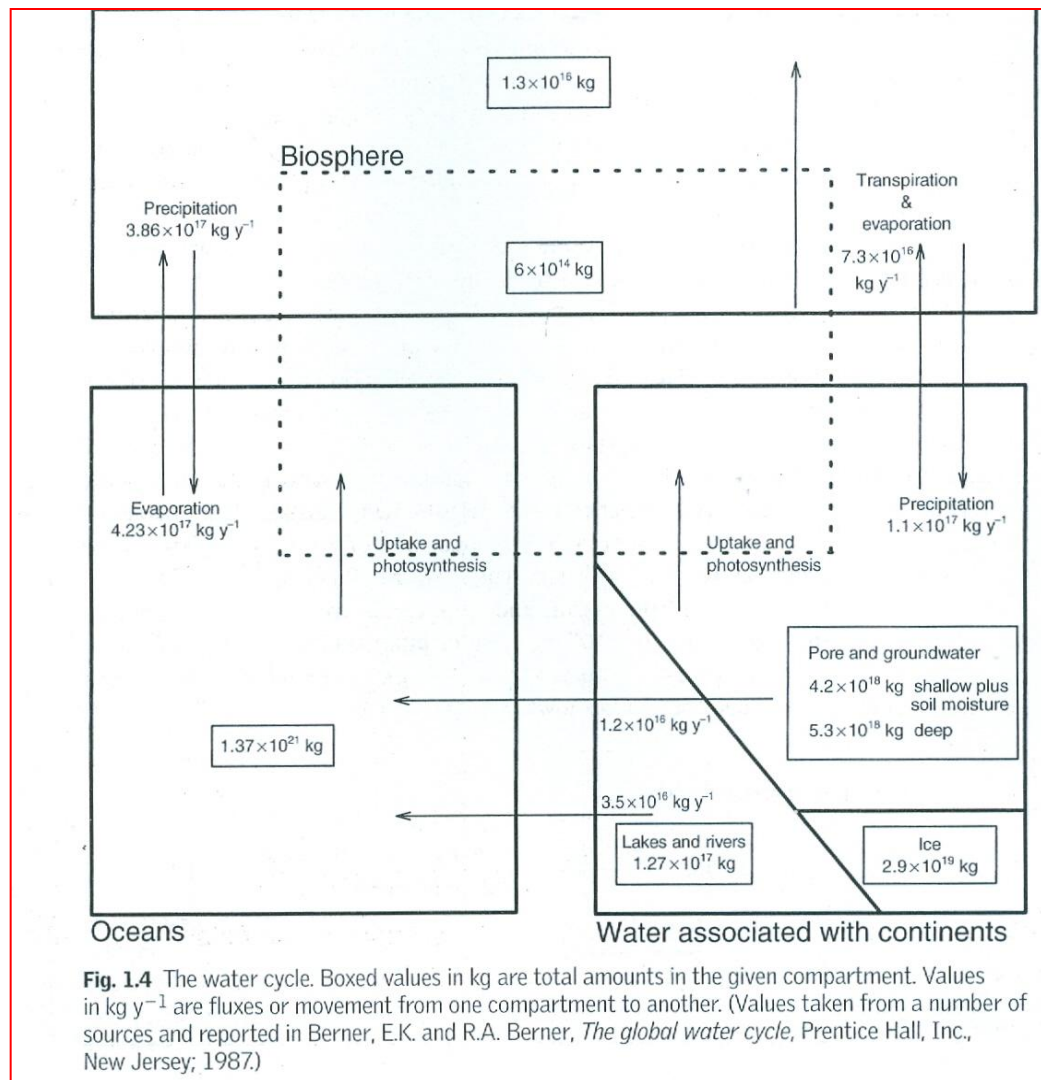 1.3×10¹⁶ kg
Biosphere
Transpiration
&
evaporation
Precipitation
3.86×10¹⁷ kg y⁻¹
7.3×10¹⁶
kg y⁻¹
6×10¹⁴ kg
Evaporation
4.23×10¹⁷ kg y⁻¹
Precipitation
1.1×10¹⁷ kg y⁻¹
Uptake and
photosynthesis
Uptake and
photosynthesis
Pore and groundwater
4.2×10¹⁸ kg shallow plus
soil moisture
5.3×10¹⁸ kg deep
1.2×10¹⁶ kg y⁻¹
1.37×10²¹ kg
3.5×10¹⁶ kg y⁻¹
Lakes and rivers
1.27×10¹⁷ kg
Ice
2.9×10¹⁹ kg
Oceans
Water associated with continents
Fig. 1.4 The water cycle. Boxed values in kg are total amounts in the given compartment. Values
in kg y⁻¹ are fluxes or movement from one compartment to another. (Values taken from a number of
sources and reported in Berner, E.K. and R.A. Berner, The global water cycle, Prentice Hall, Inc.,
New Jersey; 1987.)